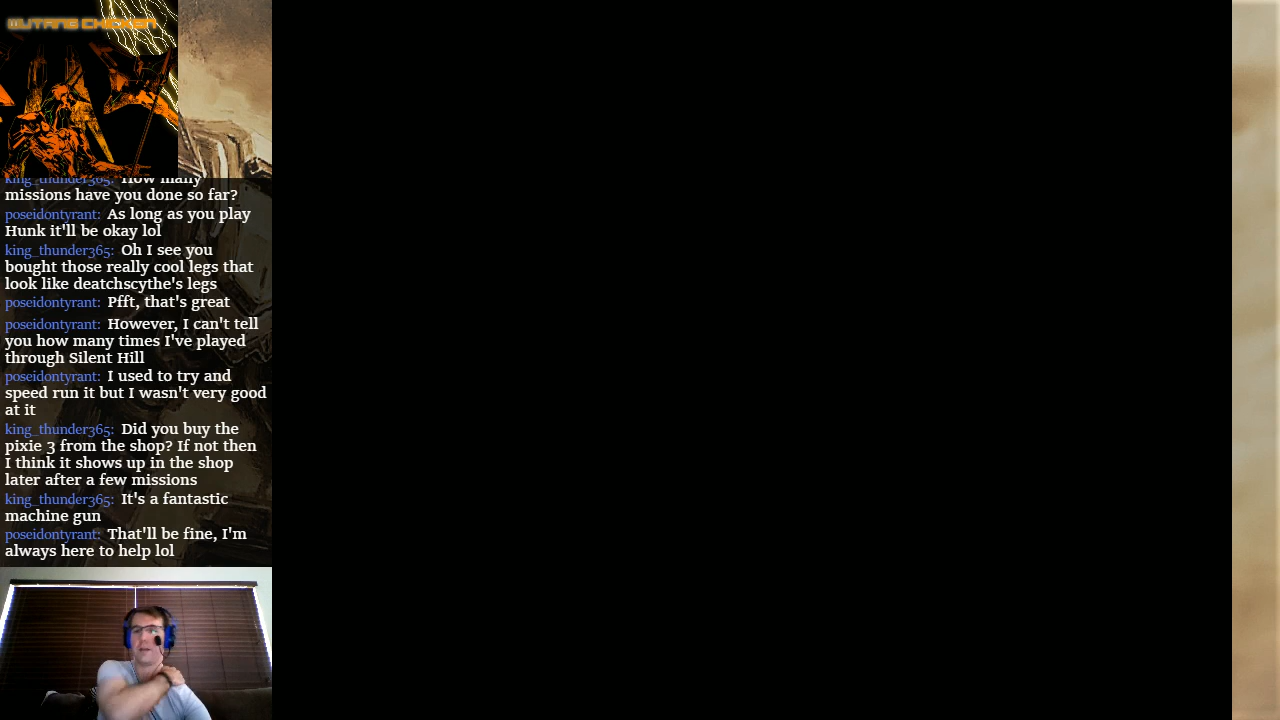 WUTANG CHICKEN
king_thunder365: How many
missions have you done so far?
poseidontyrant: As long as you play
Hunk it'll be okay lol
king_thunder365: Oh I see you
bought those really cool legs that
look like deatchscythe's legs
poseidontyrant: Pfft, that's great
poseidontyrant: However, I can't tell
you how many times I've played
through Silent Hill
poseidontyrant: I used to try and
speed run it but I wasn't very good
at it
king_thunder365: Did you buy the
pixie 3 from the shop? If not then
I think it shows up in the shop
later after a few missions
king_thunder365: It's a fantastic
machine gun
poseidontyrant: That'll be fine, I'm
always here to help lol